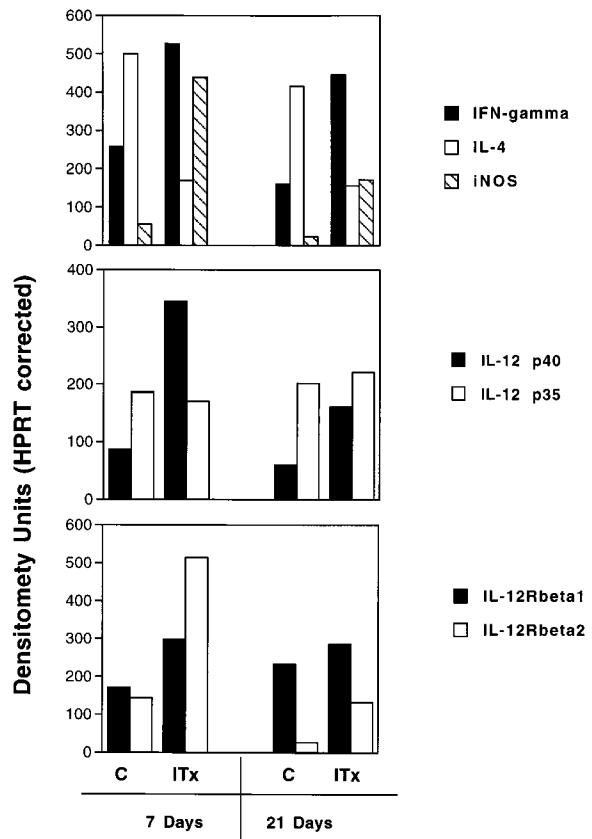 600
500
400
300
200
100
0
IFN-gamma
IL-4
iNOS
400
300
200
100
0
IL-12 p40
IL-12 p35
600
500
400
300
200
100
0
IL-12Rbeta1
IL-12Rbeta2
Densitomety Units (HPRT corrected)
C ITx C ITx
7 Days 21 Days